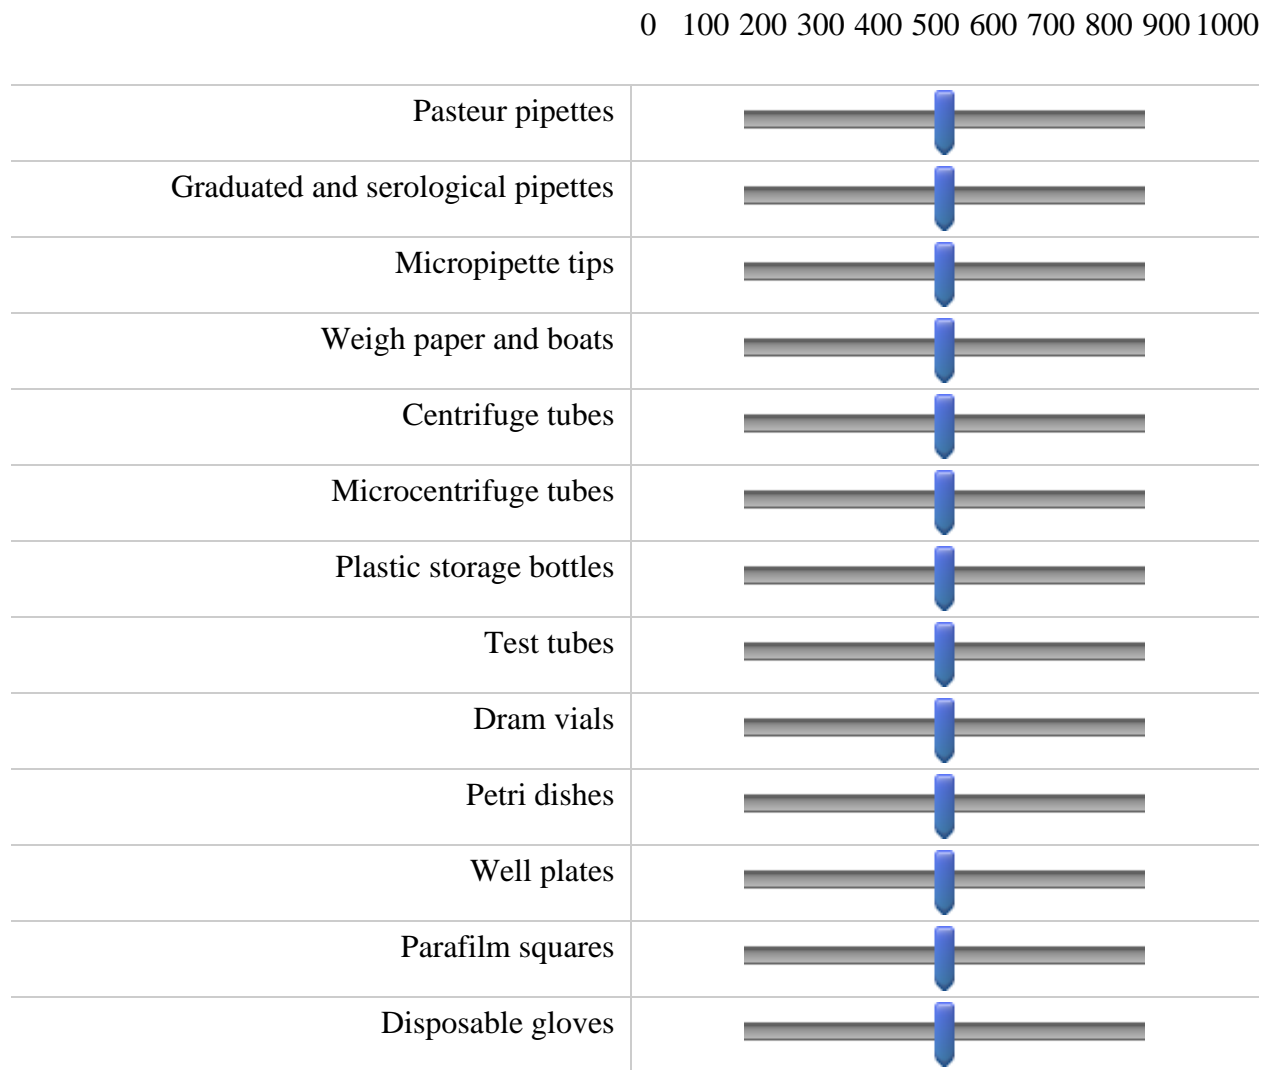 0 100 200 300 400 500 600 700 800 900 1000
Pasteur pipettes
Graduated and serological pipettes
Micropipette tips
Weigh paper and boats
Centrifuge tubes
Microcentrifuge tubes
Plastic storage bottles
Test tubes
Dram vials
Petri dishes
Well plates
Parafilm squares
Disposable gloves